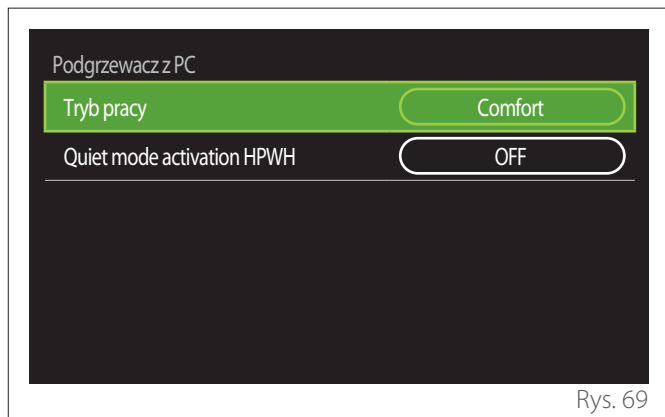 Podgrzewacz z PC
Tryb pracy Comfort
Quiet mode activation HPWH OFF
Rys. 69